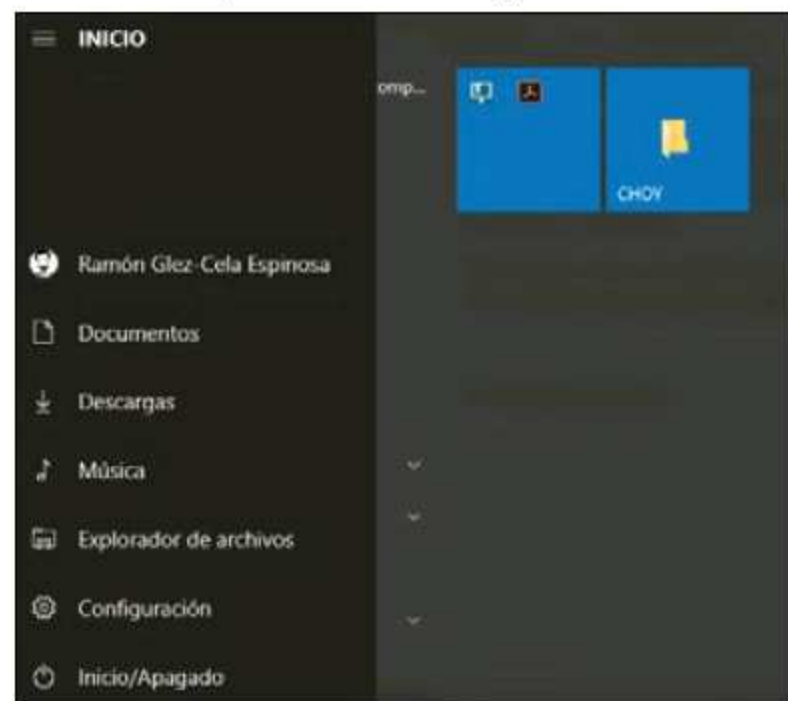 INICIO
omp...
CHOY
Ramón Glez-Cela Espinosa
Documentos
Descargas
Música
Explorador de archivos
Configuración
Inicio/Apagado